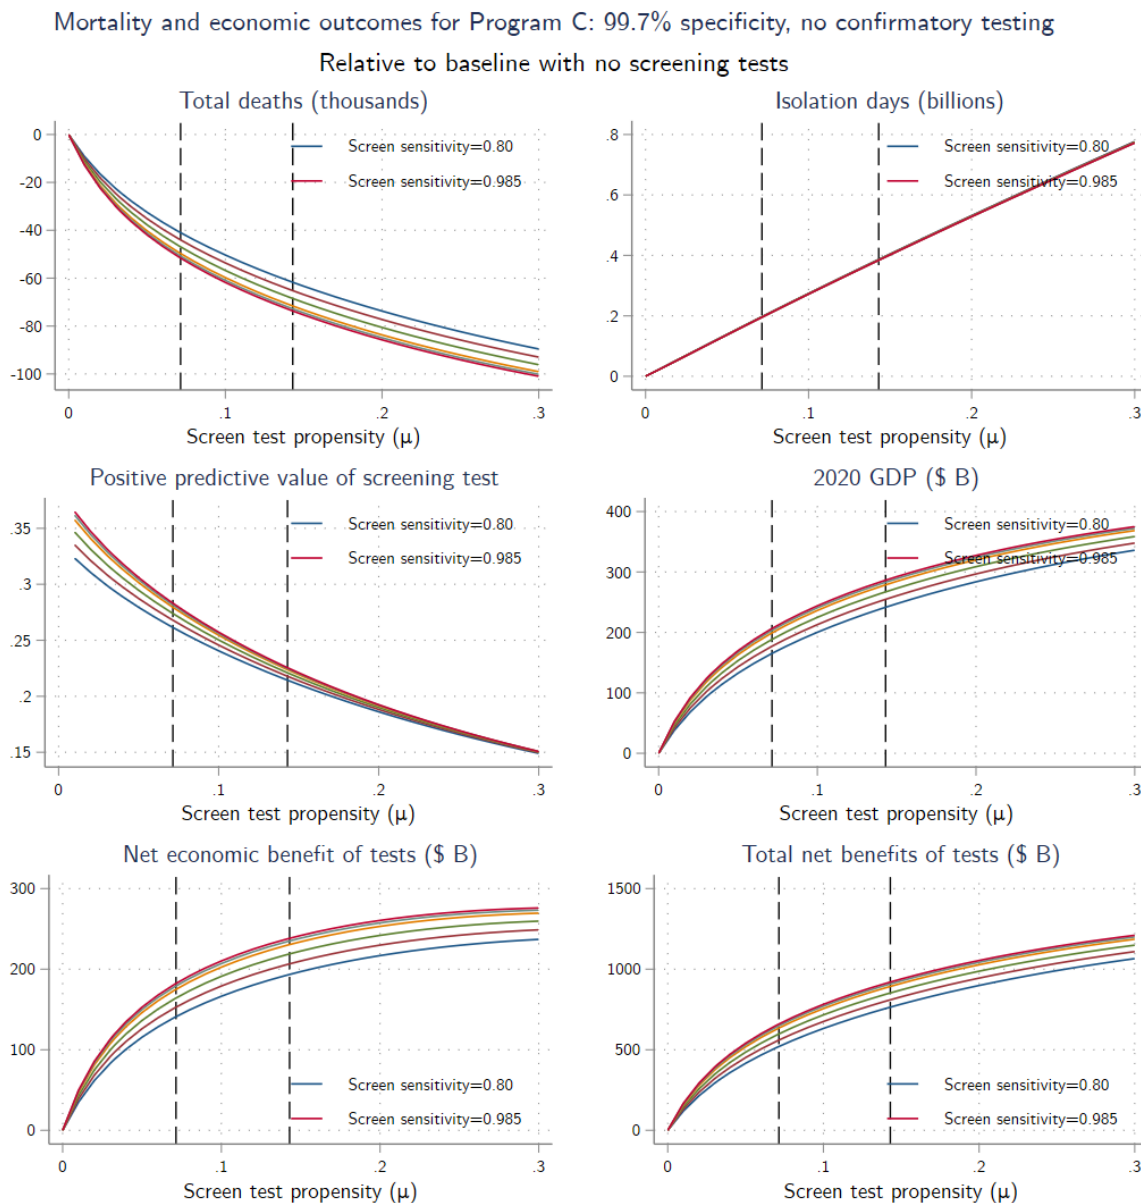 Mortality and economic outcomes for Program C: 99.7% specificity, no confirmatory testing
Relative to baseline with no screening tests
Total deaths (thousands)
0
-20
-40
-60
-80
-100
Screen sensitivity=0.80
Screen sensitivity=0.985
0 .1 .2 .3
Screen test propensity (μ)
Isolation days (billions)
.8
.6
.4
.2
0
Screen sensitivity=0.80
Screen sensitivity=0.985
0 .1 .2 .3
Screen test propensity (μ)
Positive predictive value of screening test
.35
.3
.25
.2
.15
Screen sensitivity=0.80
Screen sensitivity=0.985
0 .1 .2 .3
Screen test propensity (μ)
2020 GDP ($ B)
400
300
200
100
0
Screen sensitivity=0.80
Screen sensitivity=0.985
0 .1 .2 .3
Screen test propensity (μ)
Net economic benefit of tests ($ B)
300
200
100
0
Screen sensitivity=0.80
Screen sensitivity=0.985
0 .1 .2 .3
Screen test propensity (μ)
Total net benefits of tests ($ B)
1500
1000
500
0
Screen sensitivity=0.80
Screen sensitivity=0.985
0 .1 .2 .3
Screen test propensity (μ)